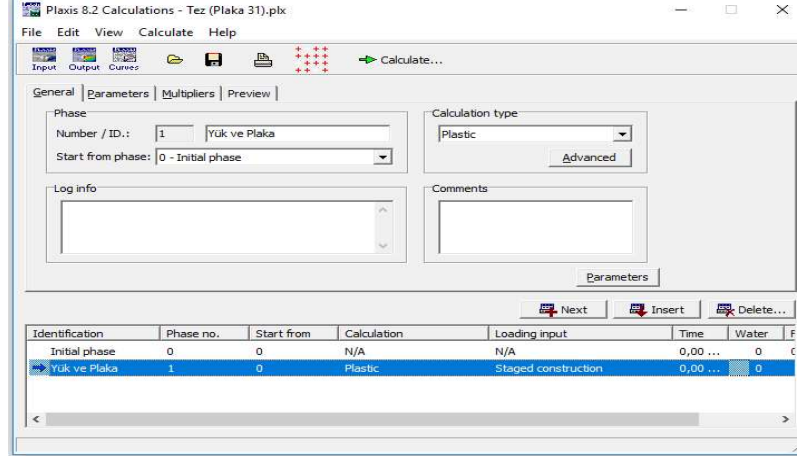 Plaxis 8.2 Calculations - Tez (Plaka 31).plx
File Edit View Calculate Help
Input Output Curves Calculate...
General Parameters Multipliers Preview
Phase
Number / ID.: 1 Yük ve Plaka
Start from phase: 0 - Initial phase
Calculation type
Plastic
Advanced
Log info
Comments
Parameters
Next Insert Delete...
Identification Phase no. Start from Calculation Loading input Time Water F
Initial phase 0 0 N/A N/A 0,00 ... 0
Yük ve Plaka 1 0 Plastic Staged construction 0,00 ... 0